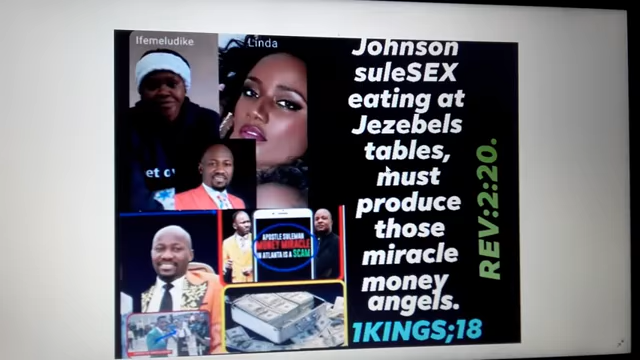 Ifemeludike
Linda
Johnson
suleSEX
eating at
Jezebels
tables,
must
produce
those
miracle
money
angels.
1KINGS;18
REV:2:20.
APOSTLE SULEMAN
MONEY MIRACLE
IN ATLANTA IS A SCAM